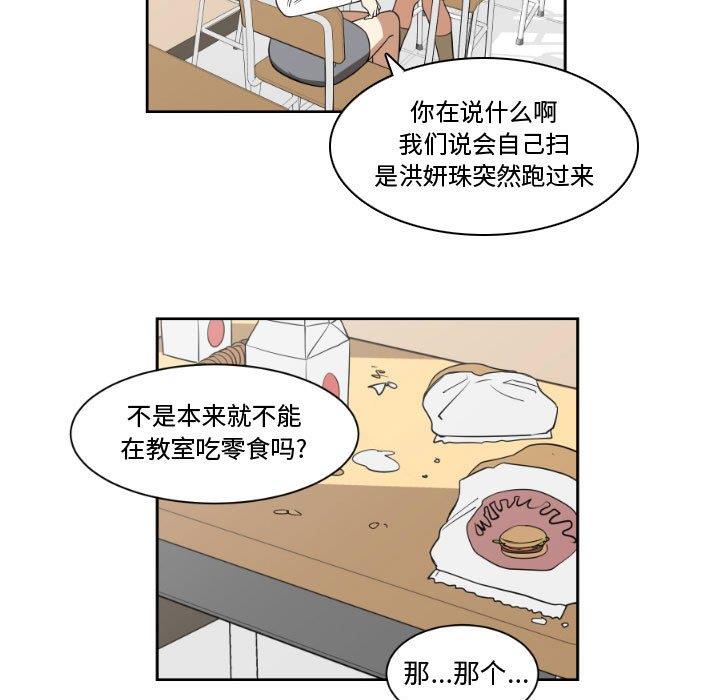 你在说什么啊
我们说会自己扫
是洪妍珠突然跑过来
不是本来就不能
在教室吃零食吗?
那...那个...